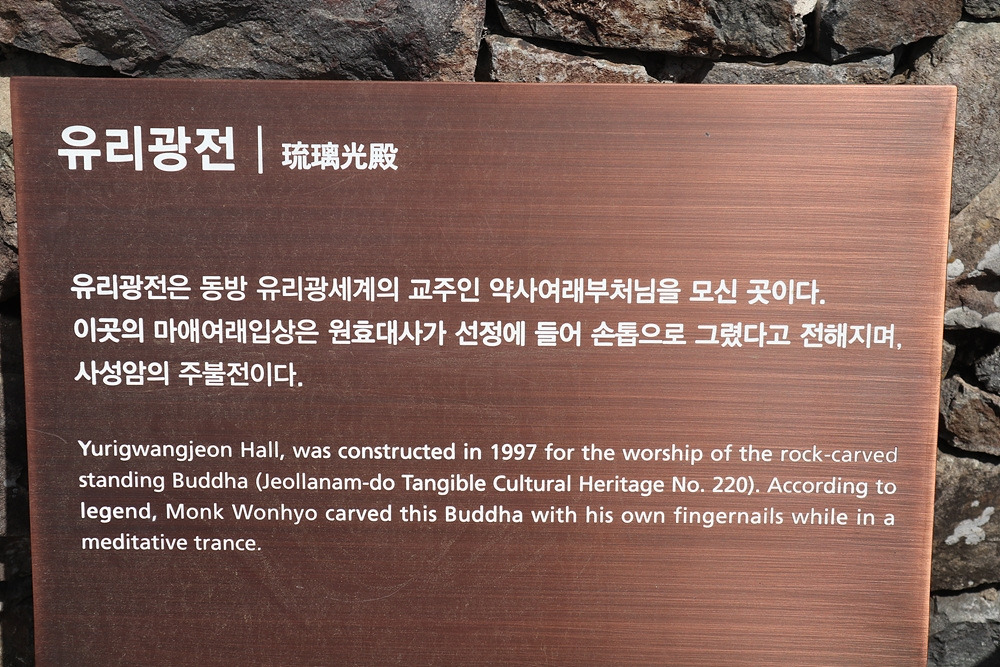 유리광전 | 琉璃光殿
유리광전은 동방 유리광세계의 교주인 약사여래부처님을 모신 곳이다.
이곳의 마애여래입상은 원효대사가 선정에 들어 손톱으로 그렸다고 전해지며,
사성암의 주불전이다.
Yurigwangjeon Hall, was constructed in 1997 for the worship of the rock-carved
standing Buddha (Jeollanam-do Tangible Cultural Heritage No. 220). According to
legend, Monk Wonhyo carved this Buddha with his own fingernails while in a
meditative trance.